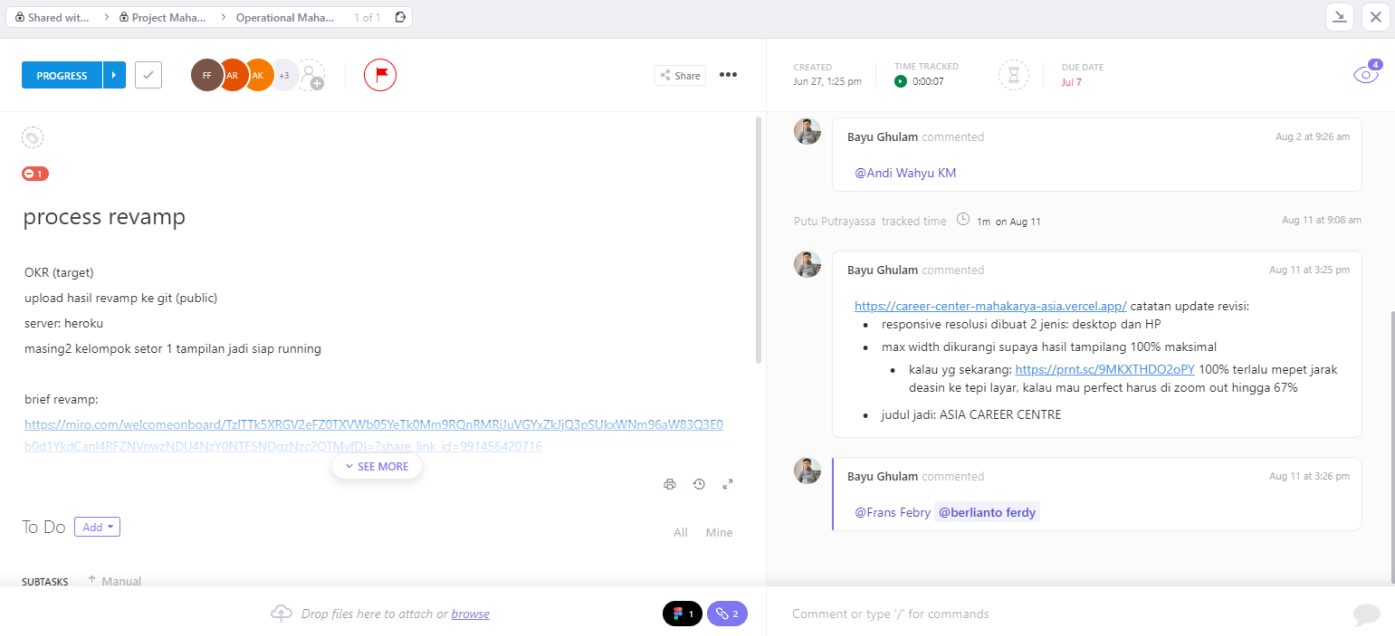 Shared wit... > Project Maha... > Operational Maha... 1 of 1
PROGRESS
FF AR AK +3
Share
CREATED
Jun 27, 1:25 pm
TIME TRACKED
0:00:07
DUE DATE
Jul 7
4
1
process revamp
OKR (target)
upload hasil revamp ke git (public)
server: heroku
masing2 kelompok setor 1 tampilan jadi siap running
brief revamp:
SEE MORE
To Do Add
All Mine
SUBTASKS Manual
Drop files here to attach or browse
1 2
Bayu Ghulam commented Aug 2 at 9:26 am
@Andi Wahyu KM
Putu Putrayassa tracked time 1m on Aug 11 Aug 11 at 9:08 am
Bayu Ghulam commented Aug 11 at 3:25 pm
https://career-center-mahakarya-asia.vercel.app/ catatan update revisi:
• responsive resolusi dibuat 2 jenis: desktop dan HP
• max width dikurangi supaya hasil tampilang 100% maksimal
• kalau yg sekarang: https://prnt.sc/9MKXTHDO2oPY 100% terlalu mepet jarak
deasin ke tepi layar, kalau mau perfect harus di zoom out hingga 67%
• judul jadi: ASIA CAREER CENTRE
Bayu Ghulam commented Aug 11 at 3:26 pm
@Frans Febry @berlianto ferdy
Comment or type '/' for commands